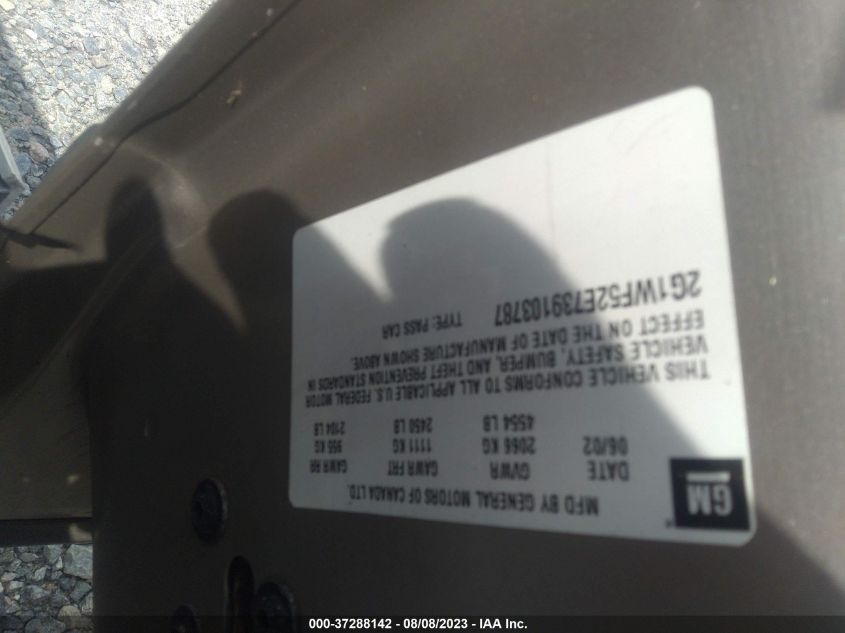 GM
MFD BY GENERAL MOTORS OF CANADA LTD.
DATE GVWR GAWR FRT GAWR RR
06/02 2066 KG 1111 KG 955 KG
4554 LB 2450 LB 2104 LB
THIS VEHICLE CONFORMS TO ALL APPLICABLE U.S. FEDERAL MOTOR
VEHICLE SAFETY, BUMPER, AND THEFT PREVENTION STANDARDS IN
EFFECT ON THE DATE OF MANUFACTURE SHOWN ABOVE.
2G1WF52E739103787 TYPE: PASS CAR
000-37288142 - 08/08/2023 - IAA Inc.